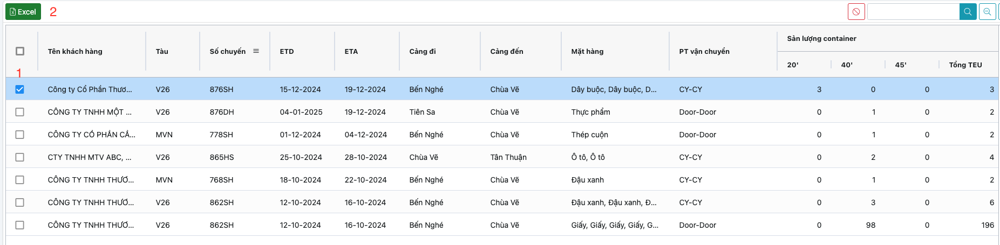 Excel 2
Sản lượng container
Tên khách hàng Tàu Số chuyến ETD ETA Cảng đi Cảng đến Mặt hàng PT vận chuyển
20' 40' 45' Tổng TEU
1
Công ty Cổ Phần Thươ... V26 876SH 15-12-2024 19-12-2024 Bến Nghé Chùa Vẽ Dây buộc, Dây buộc, D... CY-CY 3 0 0 3
CÔNG TY TNHH MỘT ... V26 876DH 04-01-2025 19-12-2024 Tiên Sa Chùa Vẽ Thực phẩm Door-Door 0 1 0 2
CÔNG TY CỔ PHẦN CẢ... MVN 778SH 01-12-2024 04-12-2024 Bến Nghé Chùa Vẽ Thép cuộn Door-Door 0 1 0 2
CTY TNHH MTV ABC, ... V26 865HS 25-10-2024 28-10-2024 Chùa Vẽ Tân Thuận Ô tô, Ô tô CY-CY 0 2 0 4
CÔNG TY TNHH THƯƠ... MVN 768SH 18-10-2024 22-10-2024 Bến Nghé Chùa Vẽ Đậu xanh CY-CY 0 1 0 2
CÔNG TY TNHH THƯƠ... V26 862SH 12-10-2024 16-10-2024 Bến Nghé Chùa Vẽ Đậu xanh, Đậu xanh, Đ... CY-CY 0 3 0 6
CÔNG TY TNHH THƯƠ... V26 862SH 12-10-2024 16-10-2024 Bến Nghé Chùa Vẽ Giấy, Giấy, Giấy, Giấy, G... Door-Door 0 98 0 196